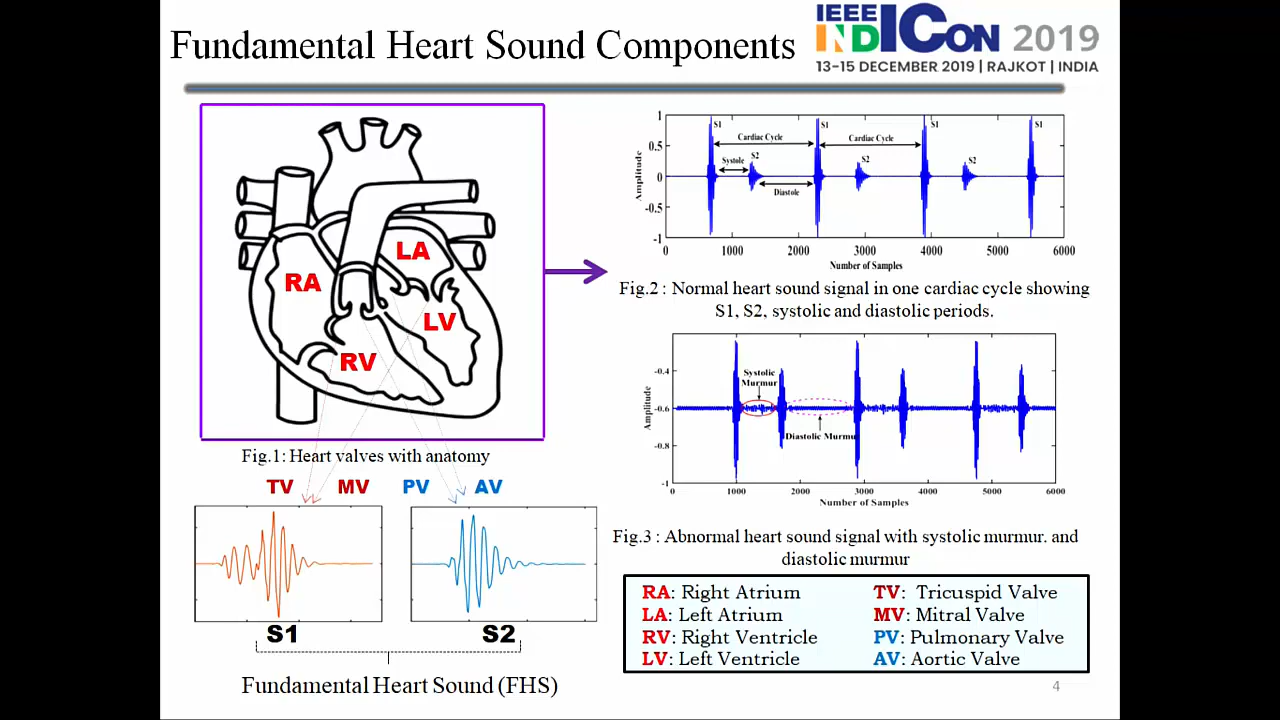 Fundamental Heart Sound Components
IEEE
INDICON 2019
13-15 DECEMBER 2019 | RAJKOT | INDIA
RA
LA
LV
RV
Fig.1: Heart valves with anatomy
TV MV PV AV
S1 S2
Fundamental Heart Sound (FHS)
1
0.5
0
-0.5
-1
Amplitude
S1 S1 S1 S1
Cardiac Cycle Cardiac Cycle
Systole S2 S2 S2
Diastole
0 1000 2000 3000 4000 5000 6000
Number of Samples
Fig.2 : Normal heart sound signal in one cardiac cycle showing
S1, S2, systolic and diastolic periods.
-0.4
-0.6
-0.8
-1
Amplitude
Systolic
Murmur
Diastolic Murmu
0 1000 2000 3000 4000 5000 6000
Number of Samples
Fig.3 : Abnormal heart sound signal with systolic murmur. and
diastolic murmur
RA: Right Atrium TV: Tricuspid Valve
LA: Left Atrium MV: Mitral Valve
RV: Right Ventricle PV: Pulmonary Valve
LV: Left Ventricle AV: Aortic Valve
4